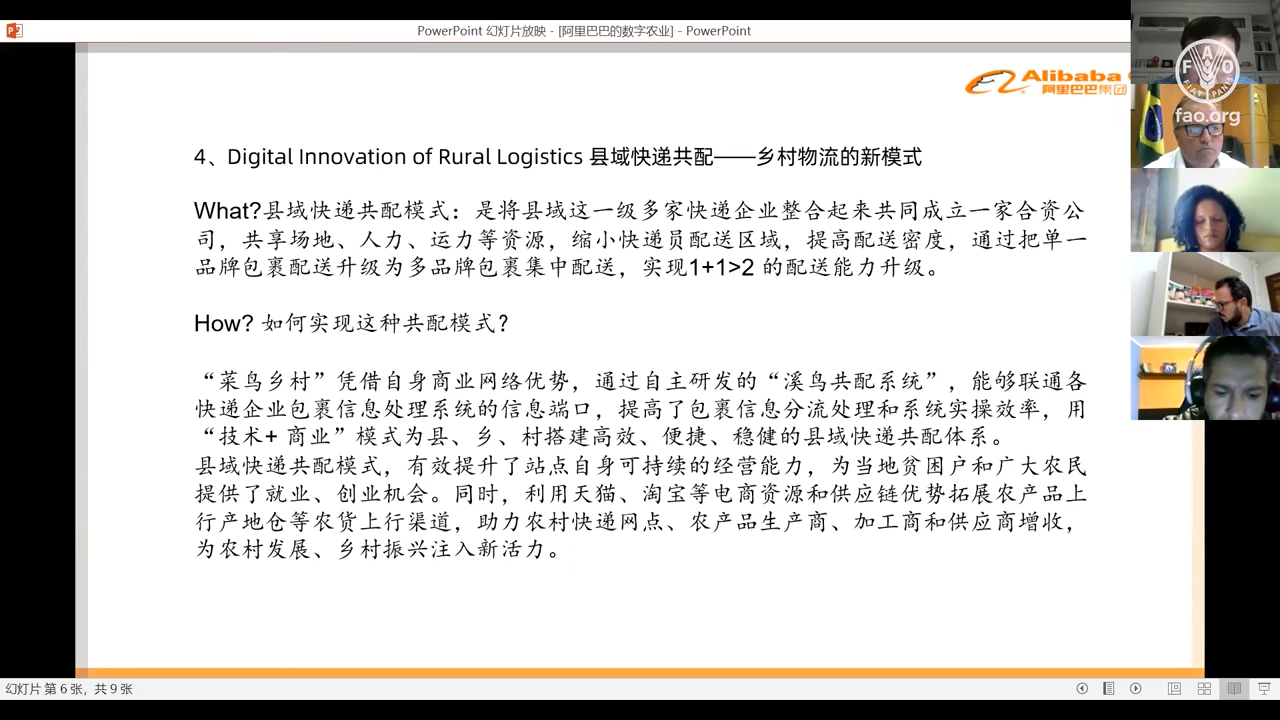 PowerPoint 幻灯片放映 - [阿里巴巴的数字农业] - PowerPoint
Alibaba
阿里巴巴集团
F A O
FIAT PANIS
fao.org
4、Digital Innovation of Rural Logistics 县域快递共配——乡村物流的新模式
What?县域快递共配模式：是将县域这一级多家快递企业整合起来共同成立一家合资公
司，共享场地、人力、运力等资源，缩小快递员配送区域，提高配送密度，通过把单一
品牌包裹配送升级为多品牌包裹集中配送，实现1+1>2 的配送能力升级。
How? 如何实现这种共配模式？
“菜鸟乡村”凭借自身商业网络优势，通过自主研发的“溪鸟共配系统”，能够联通各
快递企业包裹信息处理系统的信息端口，提高了包裹信息分流处理和系统实操效率，用
“技术+ 商业”模式为县、乡、村搭建高效、便捷、稳健的县域快递共配体系。
县域快递共配模式，有效提升了站点自身可持续的经营能力，为当地贫困户和广大农民
提供了就业、创业机会。同时，利用天猫、淘宝等电商资源和供应链优势拓展农产品上
行产地仓等农货上行渠道，助力农村快递网点、农产品生产商、加工商和供应商增收，
为农村发展、乡村振兴注入新活力。
幻灯片 第 6 张，共 9 张